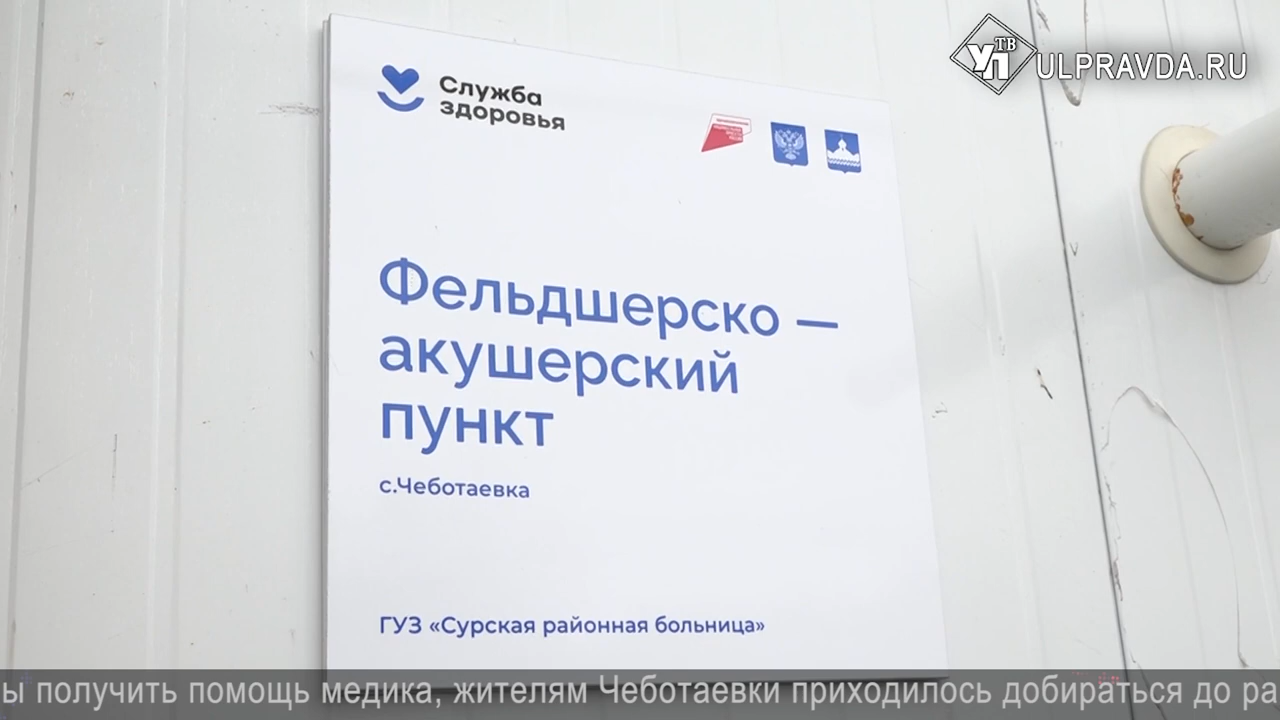 УП ТВ ULPRAVDA.RU
Служба
здоровья
Фельдшерско —
акушерский
пункт
с.Чеботаевка
ГУЗ «Сурская районная больница»
ы получить помощь медика, жителям Чеботаевки приходилось добираться до ра